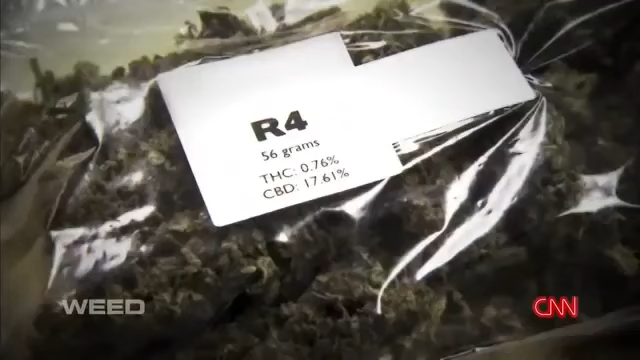 R4
56 grams
THC: 0.76%
CBD: 17.61%
WEED
CNN